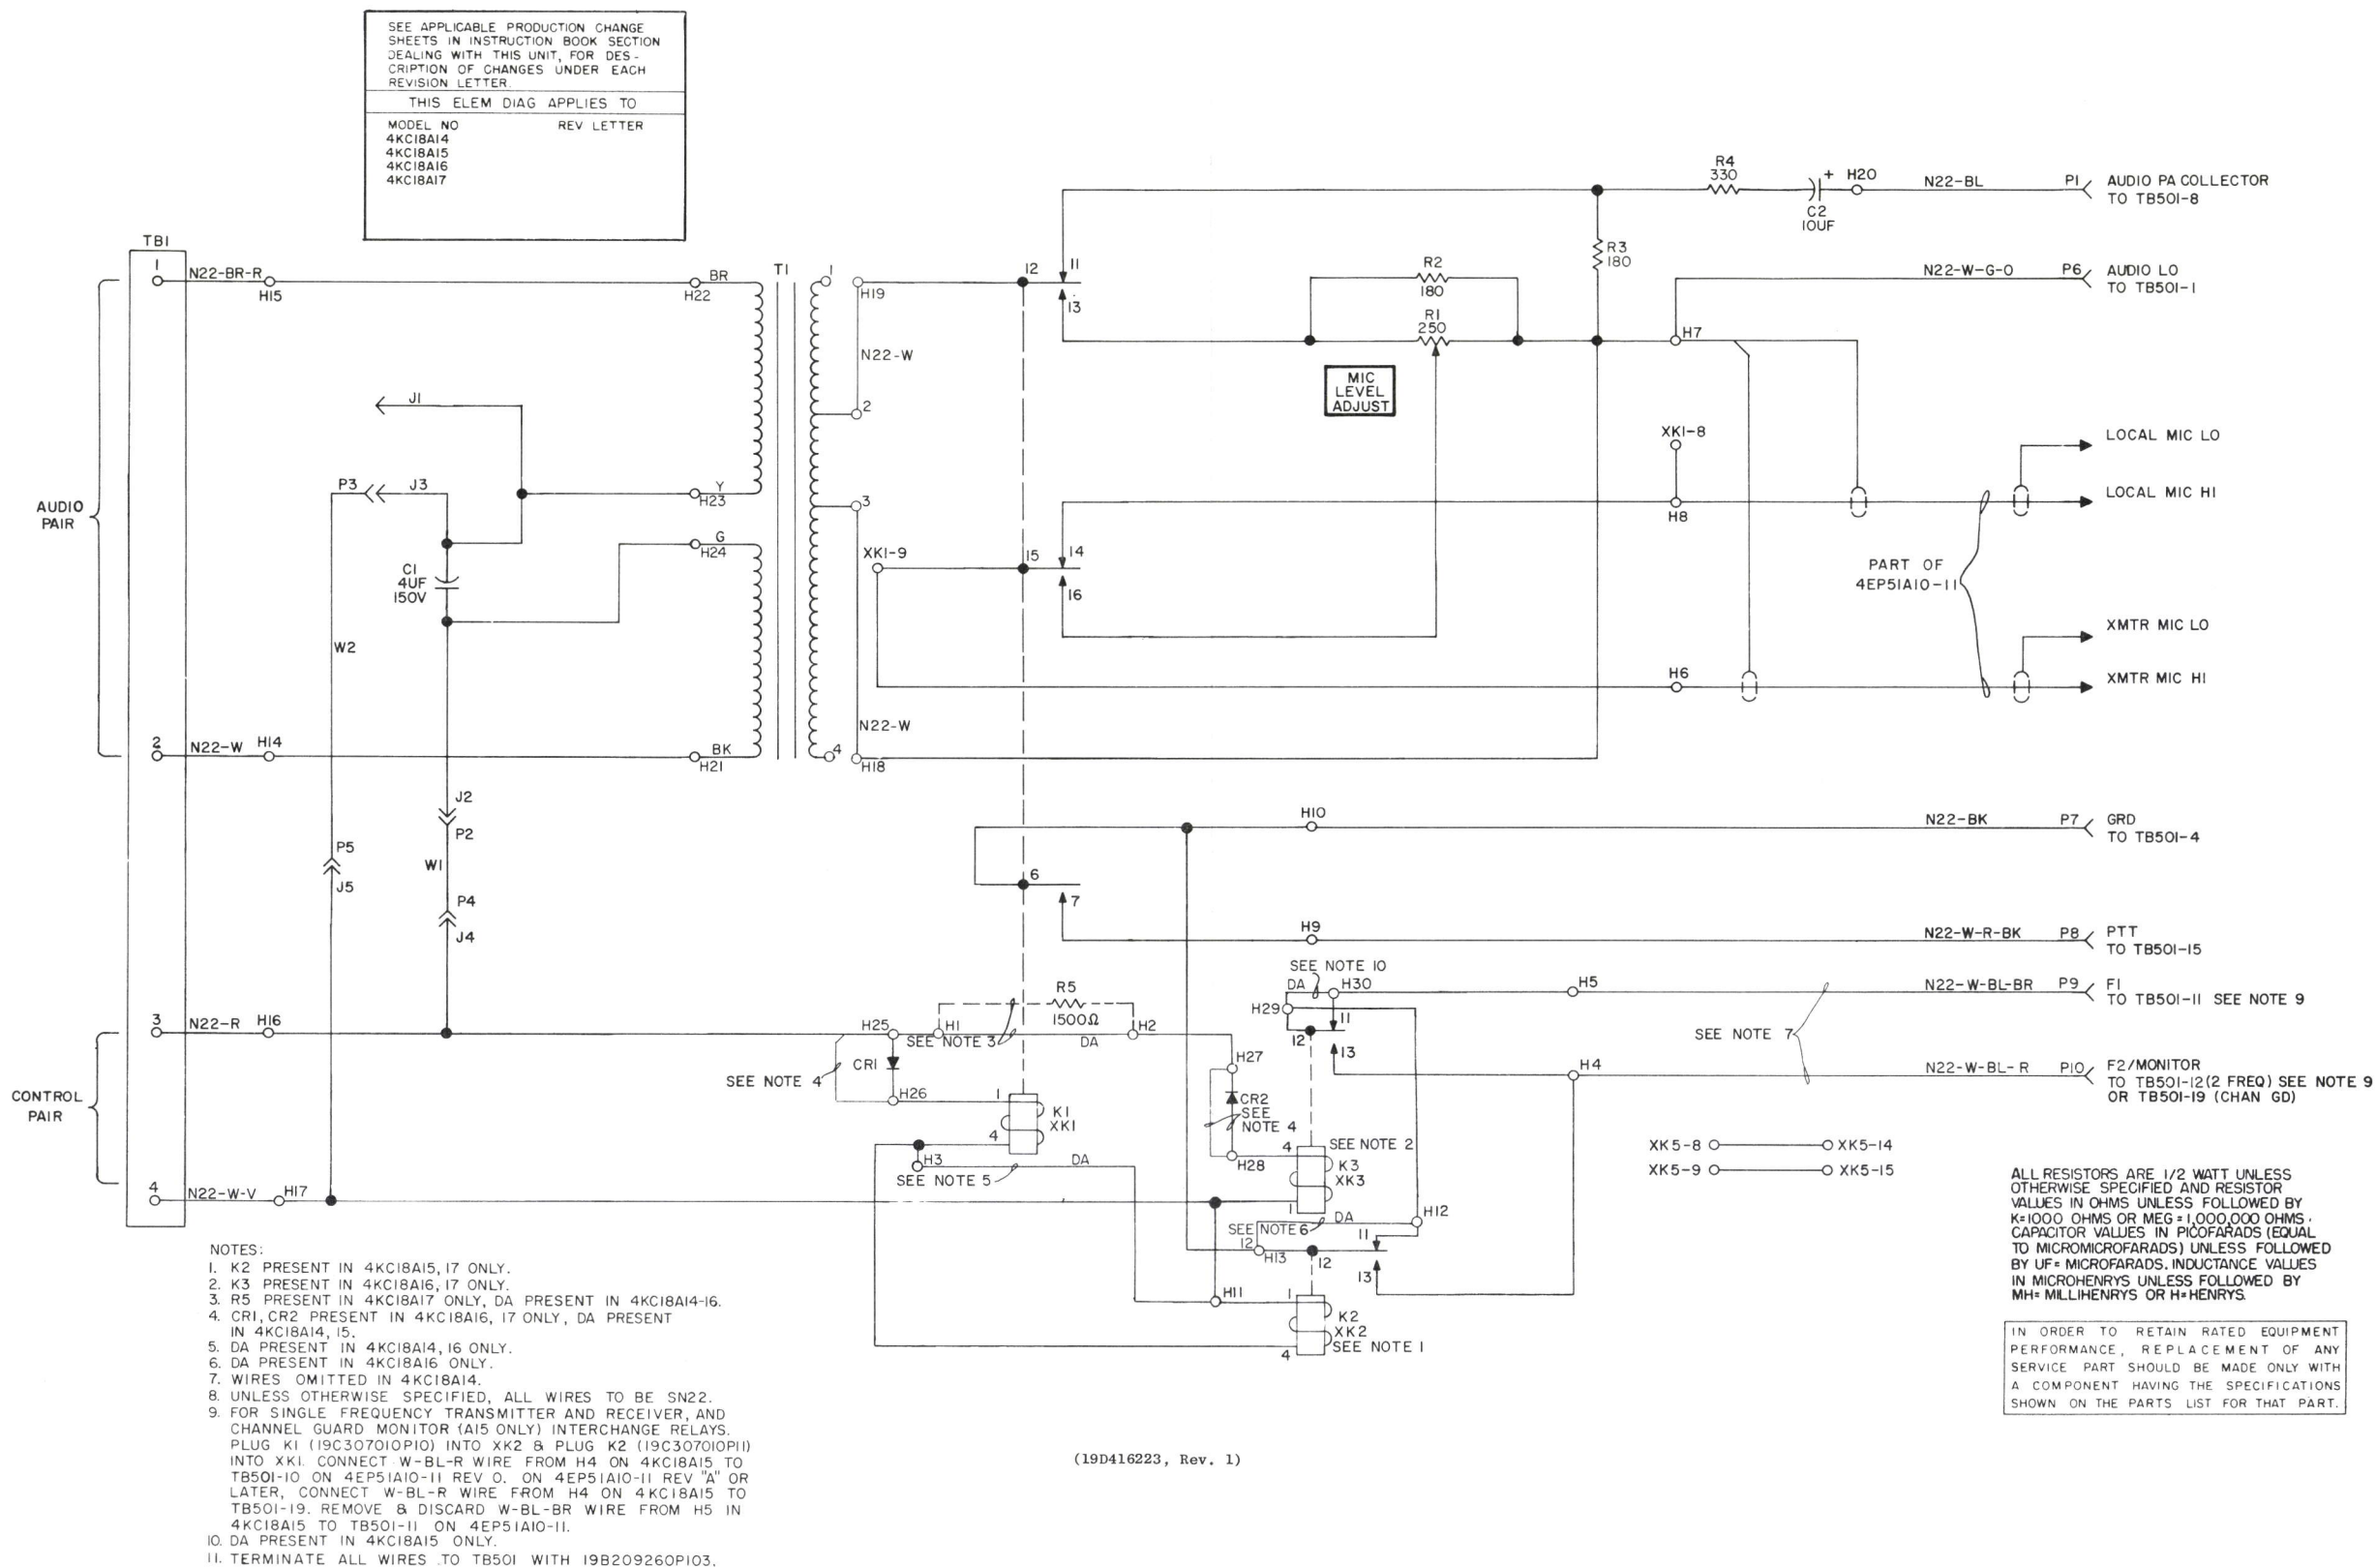 SEE APPLICABLE PRODUCTION CHANGE
SHEETS IN INSTRUCTION BOOK SECTION
DEALING WITH THIS UNIT, FOR DES-
CRIPTION OF CHANGES UNDER EACH
REVISION LETTER.
THIS ELEM DIAG APPLIES TO
MODEL NO REV LETTER
4KC18A14
4KC18A15
4KC18A16
4KC18A17
R4
330
+ H20
N22-BL
P1
AUDIO PA COLLECTOR
TO TB501-8
C2
10UF
R3
180
TB1
1
N22-BR-R
H15
BR
H22
T1
1
H19
12
11
13
R2
180
R1
250
N22-W-G-O
P6
AUDIO LO
TO TB501-1
H7
N22-W
MIC
LEVEL
ADJUST
2
J1
XK1-8
LOCAL MIC LO
P3
J3
Y
H23
3
LOCAL MIC HI
H8
AUDIO
PAIR
G
H24
XK1-9
15
14
16
C1
4UF
150V
PART OF
4EP51A10-11
XMTR MIC LO
W2
H6
XMTR MIC HI
N22-W
2
N22-W
H14
BK
H21
4
H18
J2
P2
H10
N22-BK
P7
GRD
TO TB501-4
P5
J5
W1
P4
J4
6
7
H9
N22-W-R-BK
P8
PTT
TO TB501-15
SEE NOTE 10
DA
H30
H5
N22-W-BL-BR
P9
F1
TO TB501-11 SEE NOTE 9
R5
1500Ω
H29
11
12
13
SEE NOTE 7
3
N22-R
H16
H25
H1
SEE NOTE 3
DA
H2
H27
H4
N22-W-BL-R
P10
F2/MONITOR
TO TB501-12(2 FREQ) SEE NOTE 9
OR TB501-19 (CHAN GD)
CONTROL
PAIR
SEE NOTE 4
CR1
H26
1
K1
XK1
4
CR2
SEE
NOTE 4
H28
4
SEE NOTE 2
K3
XK3
1
XK5-8
XK5-14
XK5-9
XK5-15
H3
SEE NOTE 5
DA
4
N22-W-V
H17
SEE NOTE 6
DA
H12
11
12
H13
12
13
H11
1
K2
XK2
SEE NOTE 1
4
ALL RESISTORS ARE 1/2 WATT UNLESS
OTHERWISE SPECIFIED AND RESISTOR
VALUES IN OHMS UNLESS FOLLOWED BY
K=1000 OHMS OR MEG=1,000,000 OHMS.
CAPACITOR VALUES IN PICOFARADS (EQUAL
TO MICROMICROFARADS) UNLESS FOLLOWED
BY UF= MICROFARADS. INDUCTANCE VALUES
IN MICROHENRYS UNLESS FOLLOWED BY
MH= MILLIHENRYS OR H=HENRYS.
IN ORDER TO RETAIN RATED EQUIPMENT
PERFORMANCE, REPLACEMENT OF ANY
SERVICE PART SHOULD BE MADE ONLY WITH
A COMPONENT HAVING THE SPECIFICATIONS
SHOWN ON THE PARTS LIST FOR THAT PART.
NOTES:
1. K2 PRESENT IN 4KC18A15, 17 ONLY.
2. K3 PRESENT IN 4KC18A16, 17 ONLY.
3. R5 PRESENT IN 4KC18A17 ONLY, DA PRESENT IN 4KC18A14-16.
4. CR1, CR2 PRESENT IN 4KC18A16, 17 ONLY, DA PRESENT
IN 4KC18A14, 15.
5. DA PRESENT IN 4KC18A14, 16 ONLY.
6. DA PRESENT IN 4KC18A16 ONLY.
7. WIRES OMITTED IN 4KC18A14.
8. UNLESS OTHERWISE SPECIFIED, ALL WIRES TO BE SN22.
9. FOR SINGLE FREQUENCY TRANSMITTER AND RECEIVER, AND
CHANNEL GUARD MONITOR (A15 ONLY) INTERCHANGE RELAYS.
PLUG K1 (19C307010P10) INTO XK2 & PLUG K2 (19C307010P11)
INTO XK1. CONNECT W-BL-R WIRE FROM H4 ON 4KC18A15 TO
TB501-10 ON 4EP51A10-11 REV O. ON 4EP51A10-11 REV "A" OR
LATER, CONNECT W-BL-R WIRE FROM H4 ON 4KC18A15 TO
TB501-19. REMOVE & DISCARD W-BL-BR WIRE FROM H5 IN
4KC18A15 TO TB501-11 ON 4EP51A10-11.
10. DA PRESENT IN 4KC18A15 ONLY.
11. TERMINATE ALL WIRES TO TB501 WITH 19B209260P103.
(19D416223, Rev. 1)